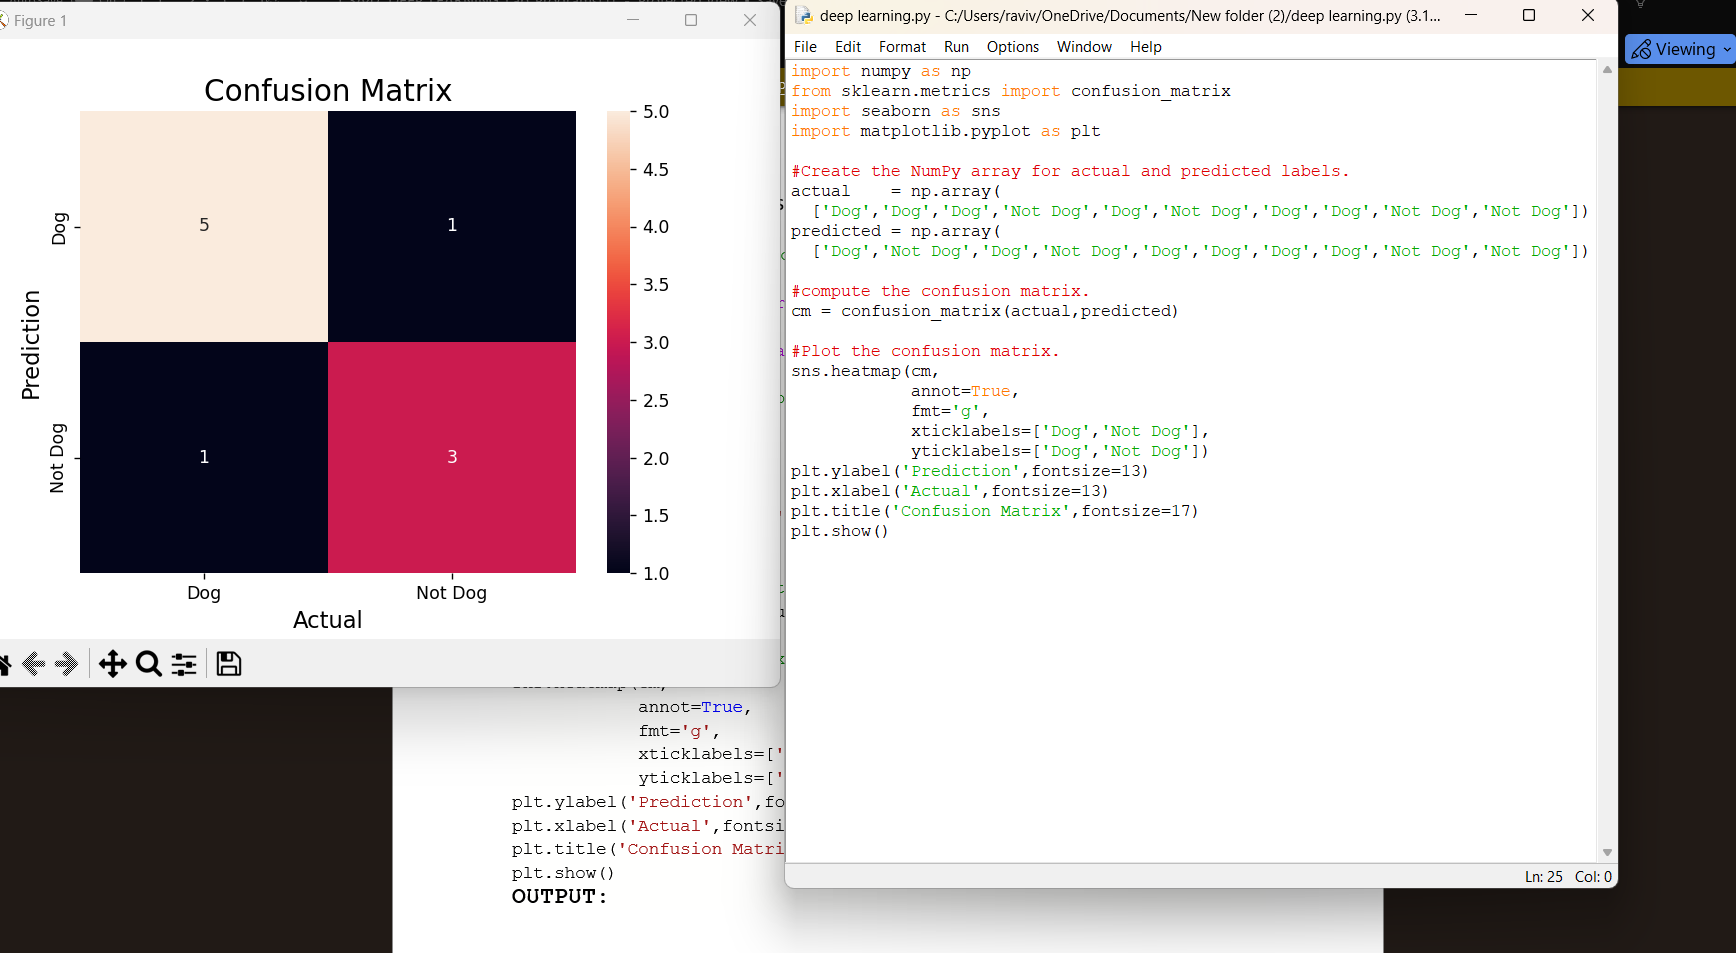 Figure 1
Confusion Matrix
5.0
4.5
4.0
3.5
3.0
2.5
2.0
1.5
1.0
Prediction
Dog
Not Dog
5
1
1
3
Dog
Not Dog
Actual
deep learning.py - C:/Users/raviv/OneDrive/Documents/New folder (2)/deep learning.py (3.1...
File Edit Format Run Options Window Help
import numpy as np
from sklearn.metrics import confusion_matrix
import seaborn as sns
import matplotlib.pyplot as plt
#Create the NumPy array for actual and predicted labels.
actual    = np.array(
  ['Dog','Dog','Dog','Not Dog','Dog','Not Dog','Dog','Dog','Not Dog','Not Dog'])
predicted = np.array(
  ['Dog','Not Dog','Dog','Not Dog','Dog','Dog','Dog','Dog','Not Dog','Not Dog'])
#compute the confusion matrix.
cm = confusion_matrix(actual,predicted)
#Plot the confusion matrix.
sns.heatmap(cm,
            annot=True,
            fmt='g',
            xticklabels=['Dog','Not Dog'],
            yticklabels=['Dog','Not Dog'])
plt.ylabel('Prediction',fontsize=13)
plt.xlabel('Actual',fontsize=13)
plt.title('Confusion Matrix',fontsize=17)
plt.show()
Ln: 25 Col: 0
Viewing
annot=True,
fmt='g',
xticklabels=['
yticklabels=['
plt.ylabel('Prediction',fo
plt.xlabel('Actual',fontsi
plt.title('Confusion Matri
plt.show()
OUTPUT: